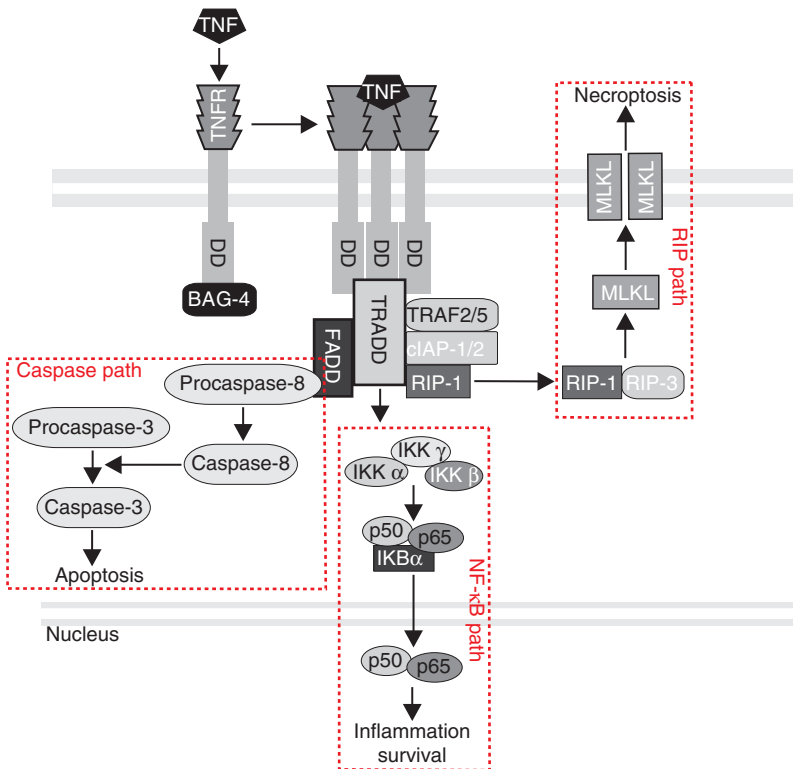 TNF
TNFR
TNF
DD
DD
DD
DD
BAG-4
TRADD
FADD
TRAF2/5
cIAP-1/2
RIP-1
Necroptosis
MLKL
MLKL
RIP path
MLKL
RIP-1
RIP-3
Caspase path
Procaspase-8
Procaspase-3
Caspase-8
Caspase-3
Apoptosis
IKK γ
IKK α
IKK β
p50
p65
IKBα
NF-κB path
Nucleus
p50
p65
Inflammation
survival